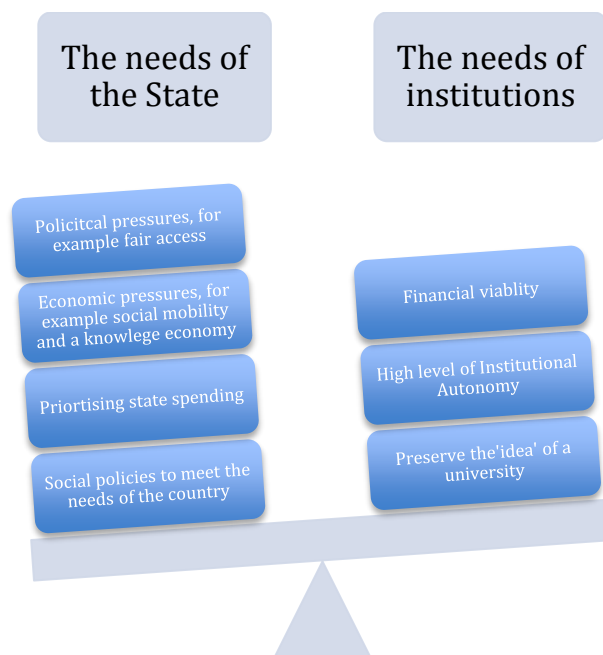 The needs of
the State
The needs of
institutions
Policitcal pressures, for
example fair access
Economic pressures, for
example social mobility
and a knowlege economy
Priortising state spending
Social policies to meet the
needs of the country
Financial viablity
High level of Institutional
Autonomy
Preserve the'idea' of a
university